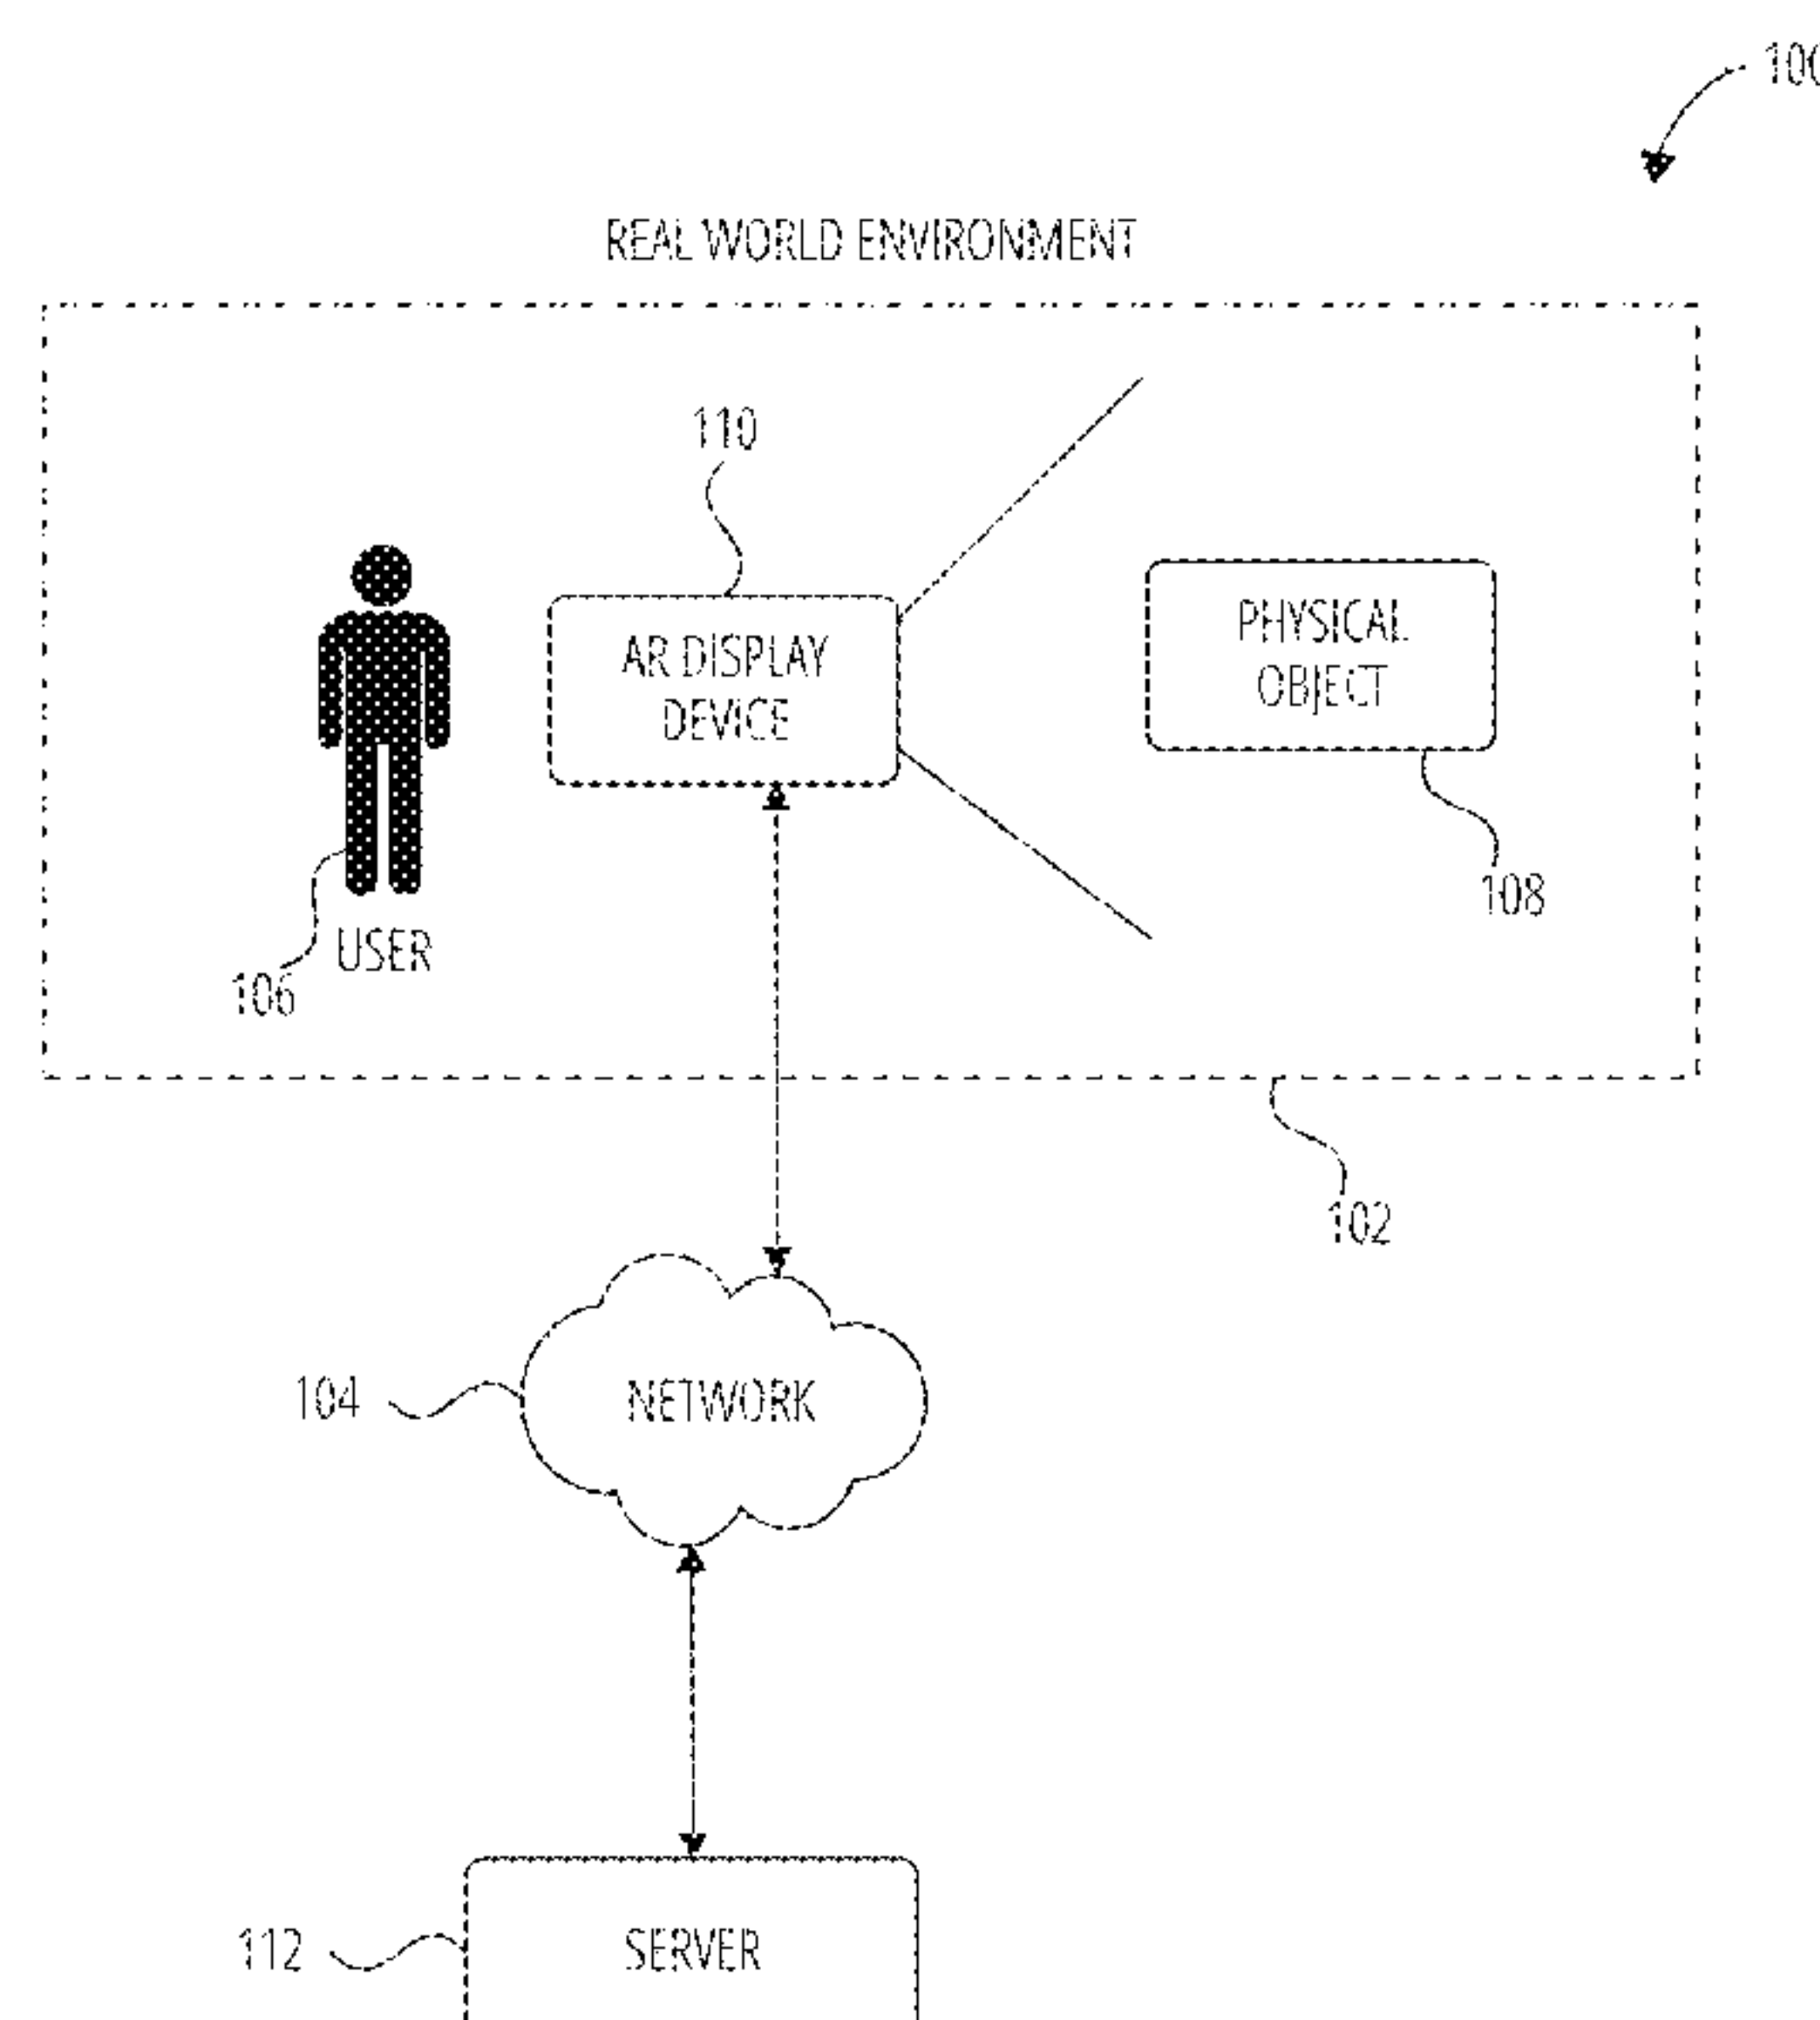 100
REAL WORLD ENVIRONMENT
110
AR DISPLAY
DEVICE
PHYSICAL
OBJECT
108
USER
106
102
104
NETWORK
112
SERVER